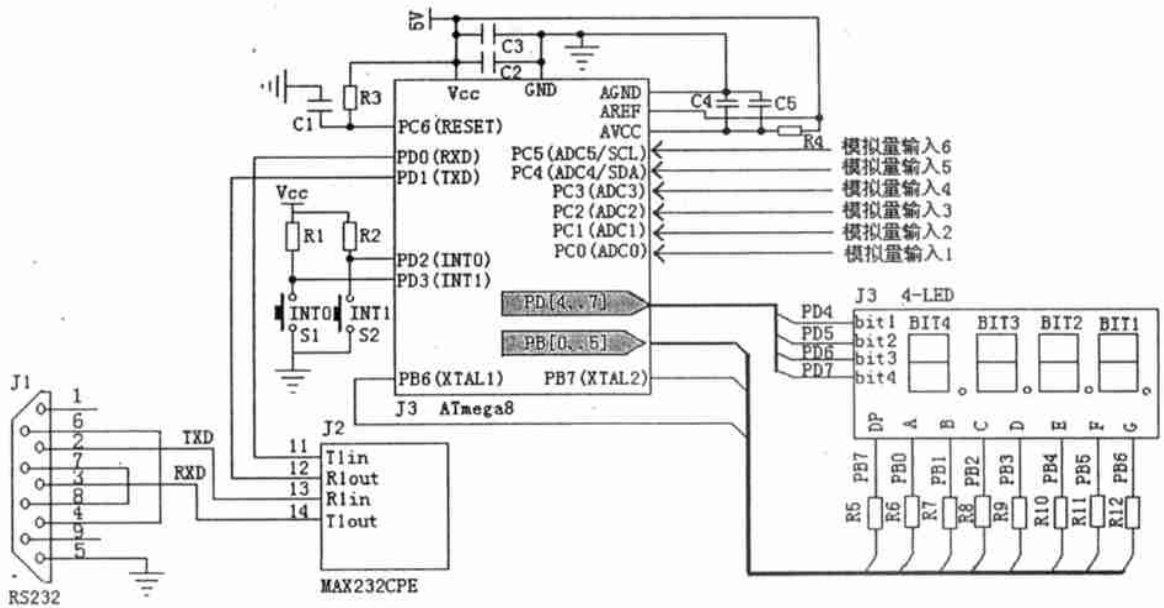 5V
C3
C2
Vcc
GND
R3
C1
AGND
AREF
AVCC
C4
C5
R4
PC6(RESET)
PD0(RXD)
PD1(TXD)
PC5(ADC5/SCL)
模拟量输入6
PC4(ADC4/SDA)
模拟量输入5
PC3(ADC3)
模拟量输入4
PC2(ADC2)
模拟量输入3
PC1(ADC1)
模拟量输入2
PC0(ADC0)
模拟量输入1
Vcc
R1
R2
PD2(INT0)
PD3(INT1)
INT0
INT1
S1
S2
PD[4..7]
PB[0..5]
PB6(XTAL1)
PB7(XTAL2)
J3 ATmega8
J3 4-LED
PD4
PD5
PD6
PD7
bit1
bit2
bit3
bit4
BIT4
BIT3
BIT2
BIT1
DP
A
B
C
D
E
F
G
PB7
PB0
PB1
PB2
PB3
PB4
PB5
PB6
R5
R6
R7
R8
R9
R10
R11
R12
J1
1
6
2
7
3
8
4
9
5
TXD
RXD
RS232
J2
11
12
13
14
T1in
R1out
R1in
T1out
MAX232CPE